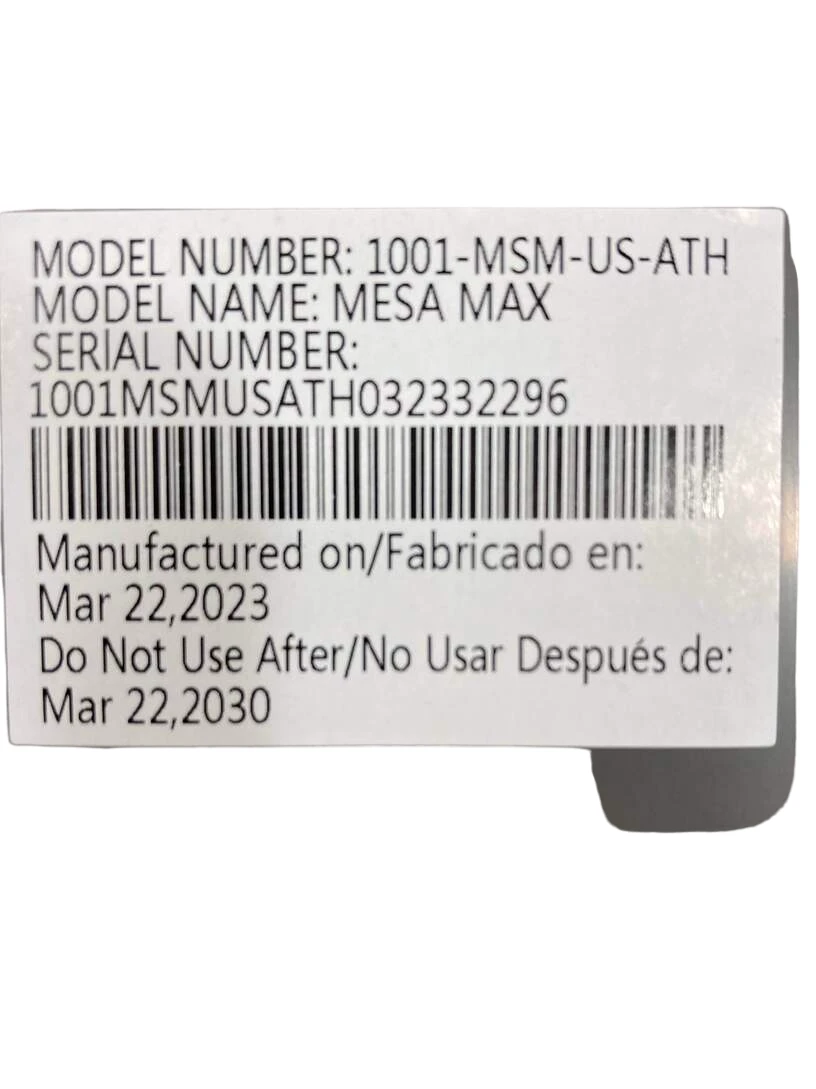 MODEL NUMBER: 1001-MSM-US-ATH
MODEL NAME: MESA MAX
SERIAL NUMBER:
1001MSMUSATH032332296
Manufactured on/Fabricado en:
Mar 22,2023
Do Not Use After/No Usar Después de:
Mar 22,2030